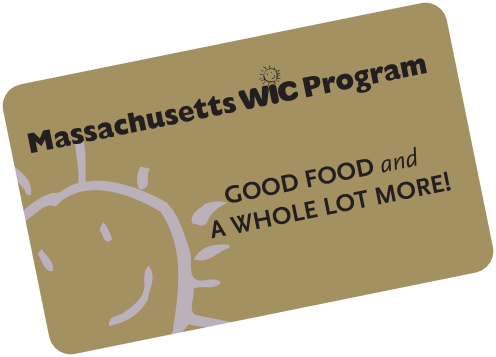 Massachusetts WIC Program
GOOD FOOD and
A WHOLE LOT MORE!